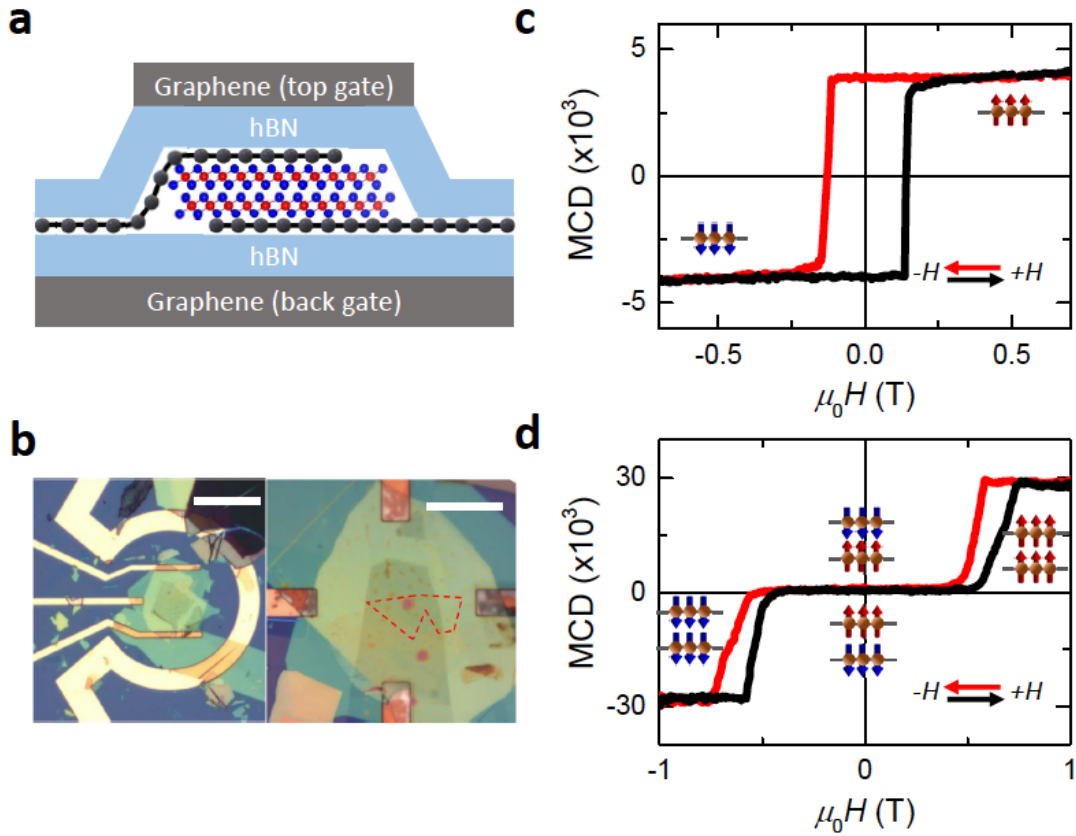 a
Graphene (top gate)
hBN
hBN
Graphene (back gate)
b
c
MCD (x10³)
5
0
-5
-H
+H
-0.5
0.0
0.5
μ₀H (T)
d
MCD (x10³)
30
0
-30
-H
+H
-1
0
1
μ₀H (T)